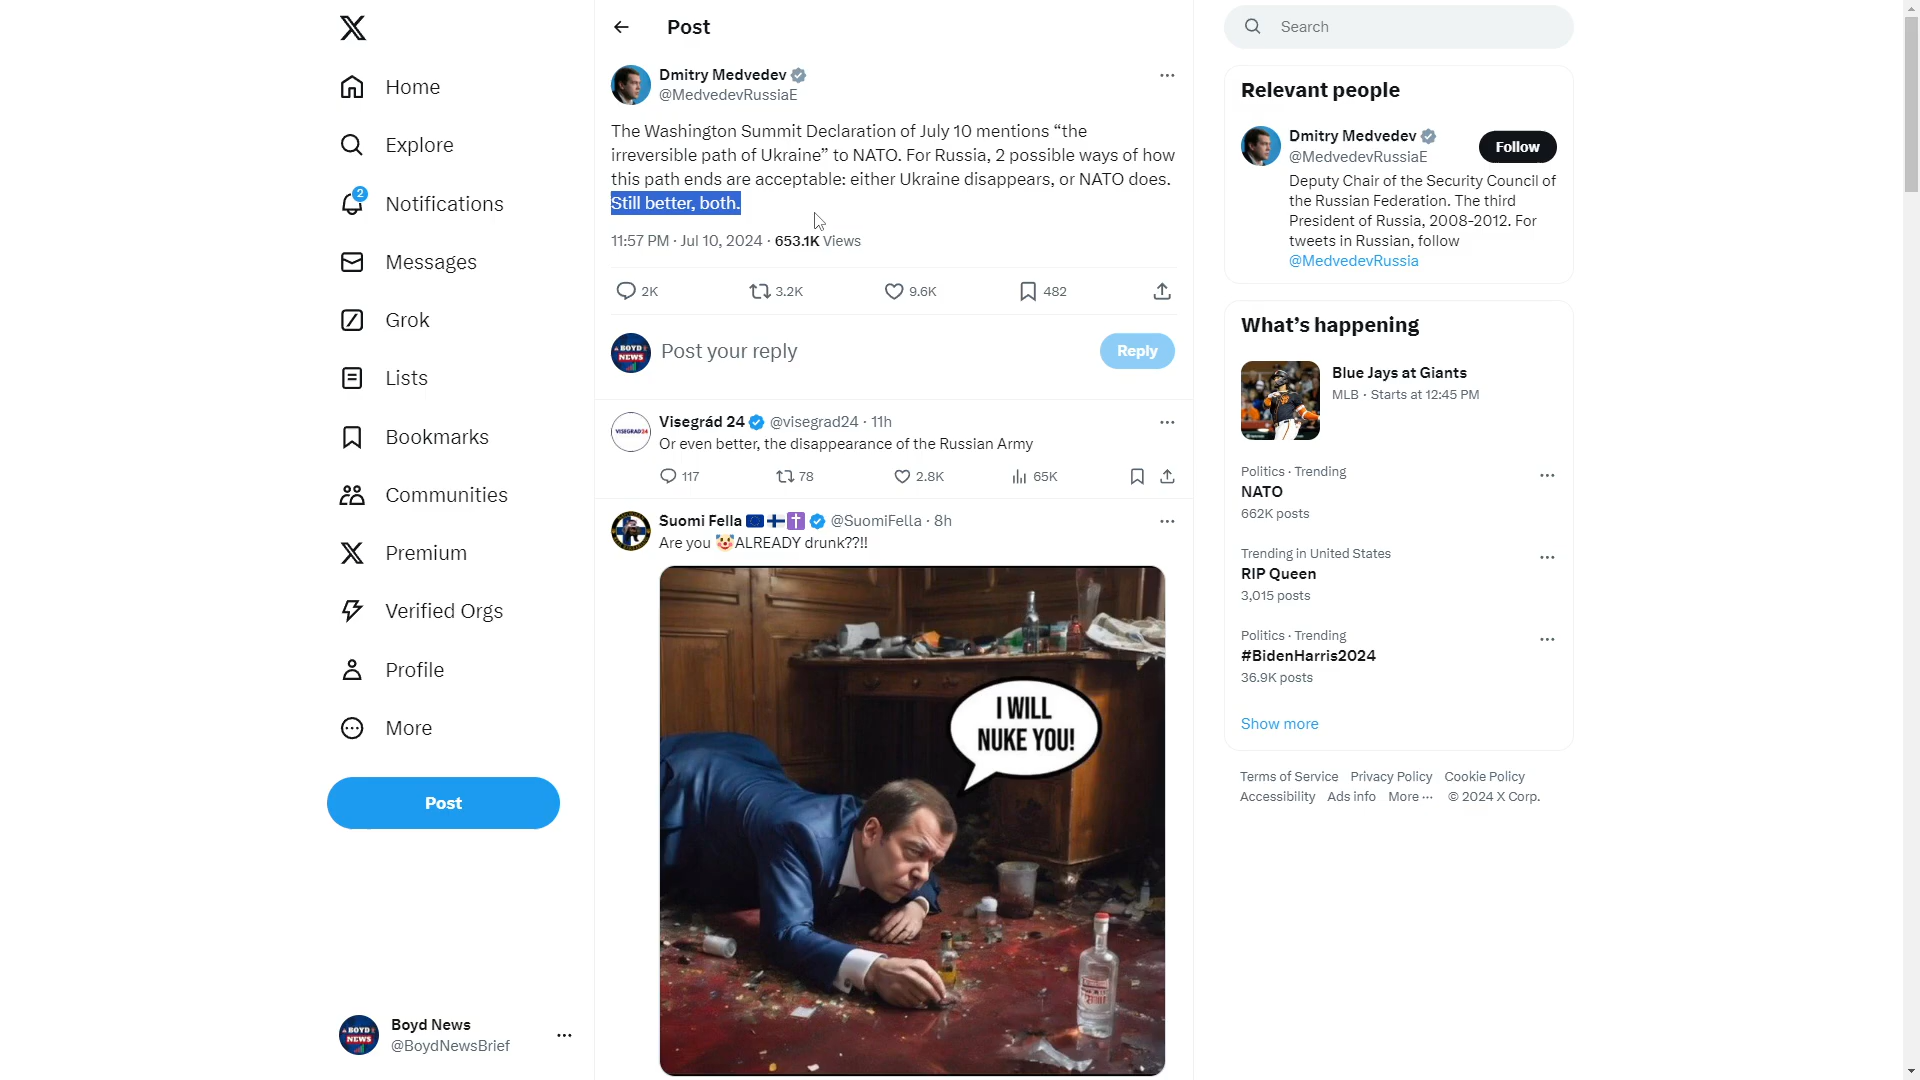 Home
Explore
2
Notifications
Messages
Grok
Lists
Bookmarks
Communities
Premium
Verified Orgs
Profile
More
Post
BOYD
NEWS
Boyd News
@BoydNewsBrief
Post
Dmitry Medvedev
@MedvedevRussiaE
The Washington Summit Declaration of July 10 mentions “the
irreversible path of Ukraine” to NATO. For Russia, 2 possible ways of how
this path ends are acceptable: either Ukraine disappears, or NATO does.
Still better, both.
11:57 PM · Jul 10, 2024 · 653.1K Views
2K 3.2K 9.6K 482
BOYD
NEWS
Post your reply
Reply
VISEGRAD24
Visegrád 24 @visegrad24 · 11h
Or even better, the disappearance of the Russian Army
117 78 2.8K 65K
Suomi Fella @SuomiFella · 8h
Are you 🤡ALREADY drunk??!!
I WILL
NUKE YOU!
Search
Relevant people
Dmitry Medvedev
@MedvedevRussiaE
Follow
Deputy Chair of the Security Council of
the Russian Federation. The third
President of Russia, 2008-2012. For
tweets in Russian, follow
@MedvedevRussia
What’s happening
Blue Jays at Giants
MLB · Starts at 12:45 PM
Politics · Trending
NATO
662K posts
Trending in United States
RIP Queen
3,015 posts
Politics · Trending
#BidenHarris2024
36.9K posts
Show more
Terms of Service Privacy Policy Cookie Policy
Accessibility Ads info More ··· © 2024 X Corp.